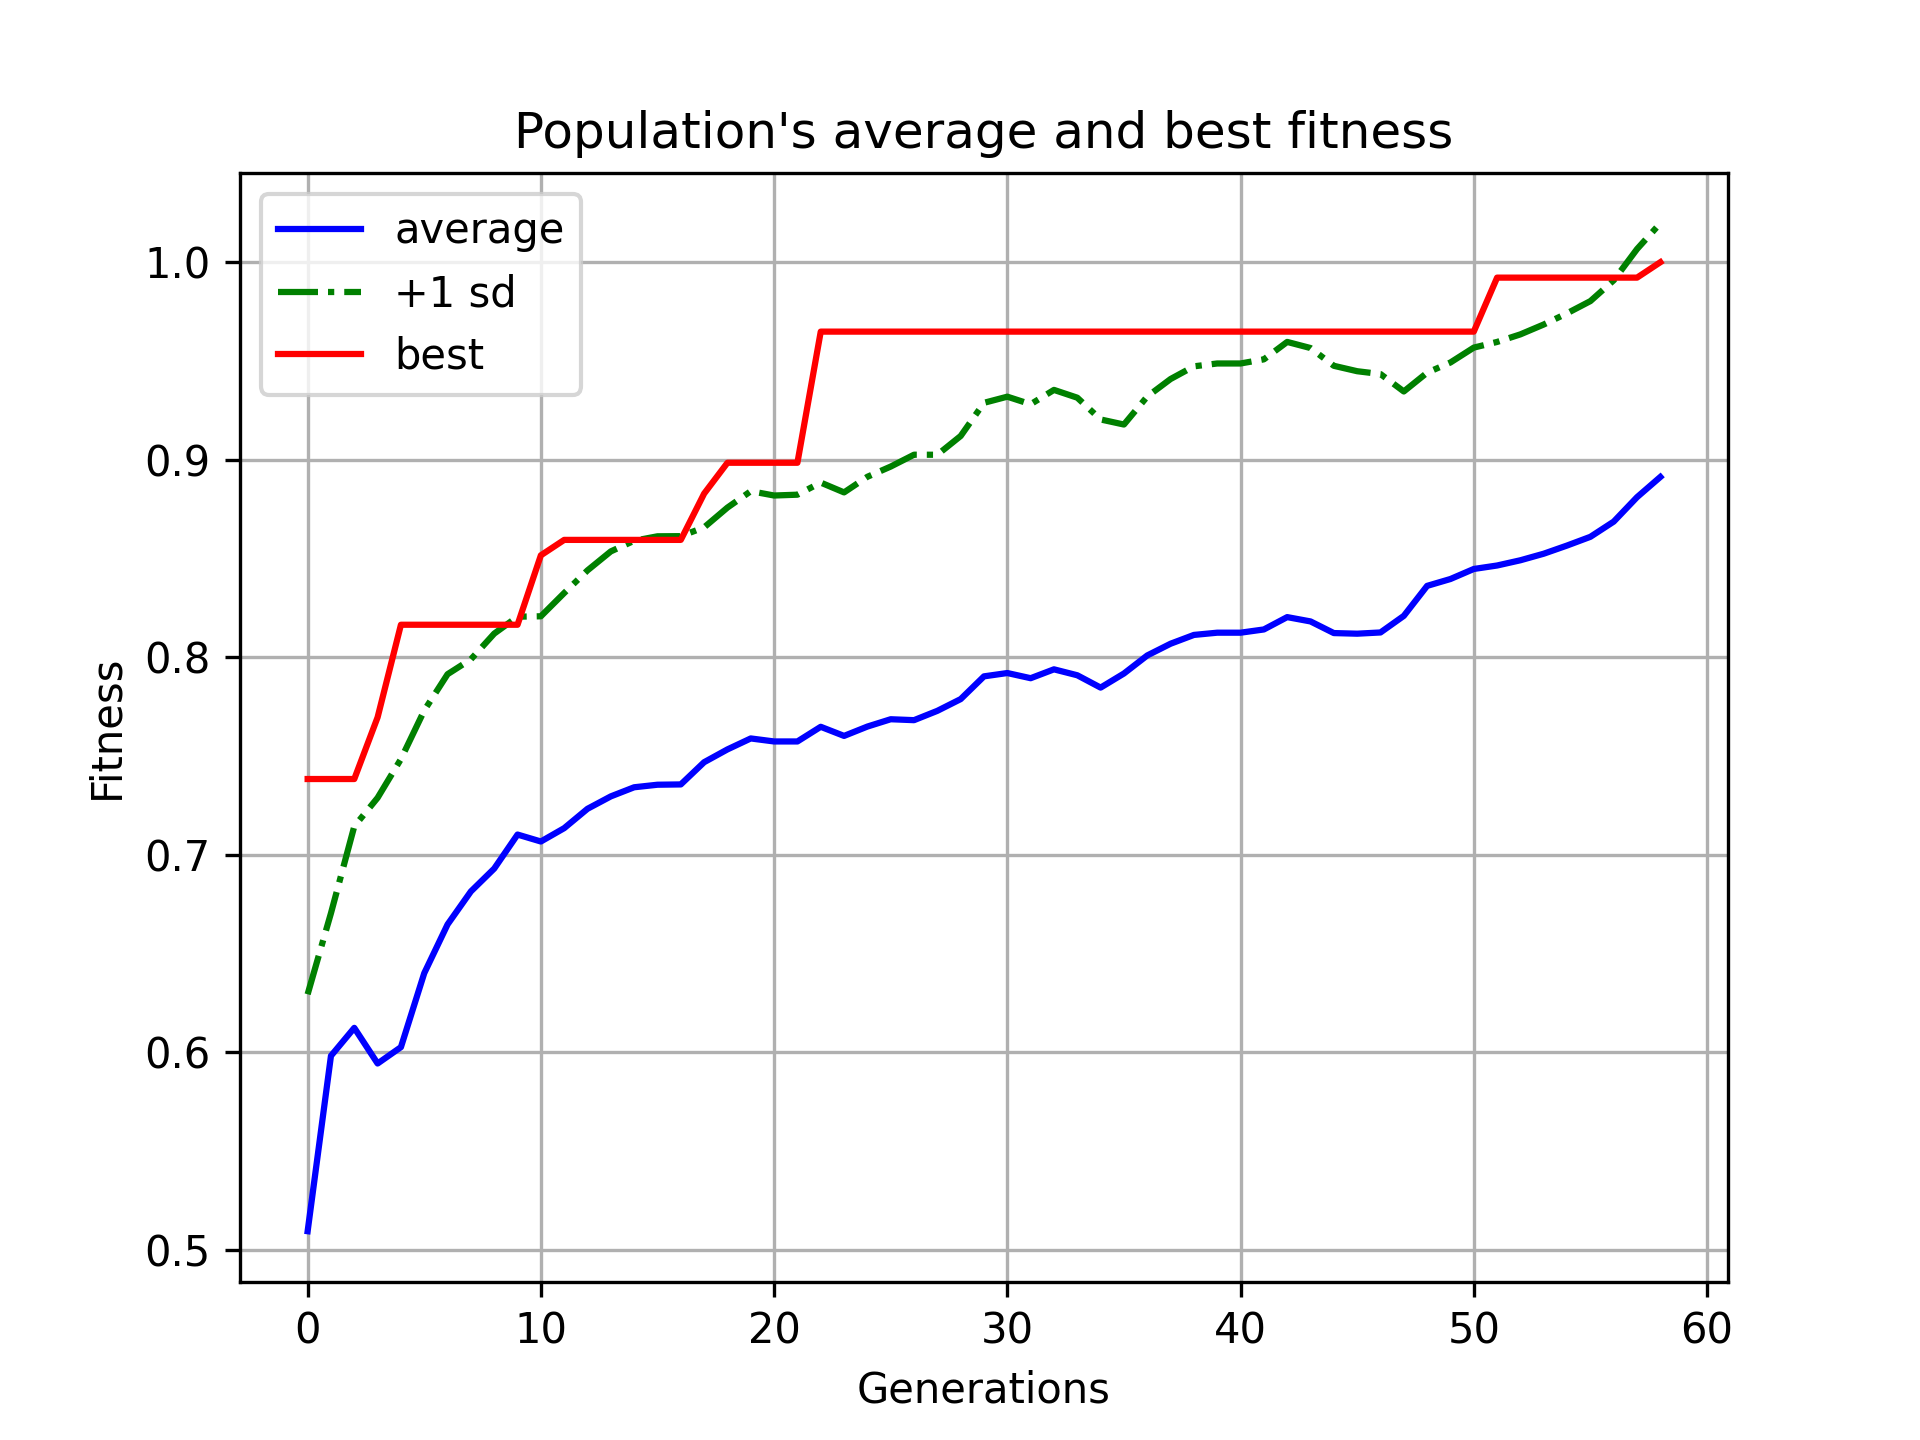 Population's average and best fitness
average
+1 sd
best
1.0
0.9
0.8
0.7
0.6
0.5
Fitness
0 10 20 30 40 50 60
Generations